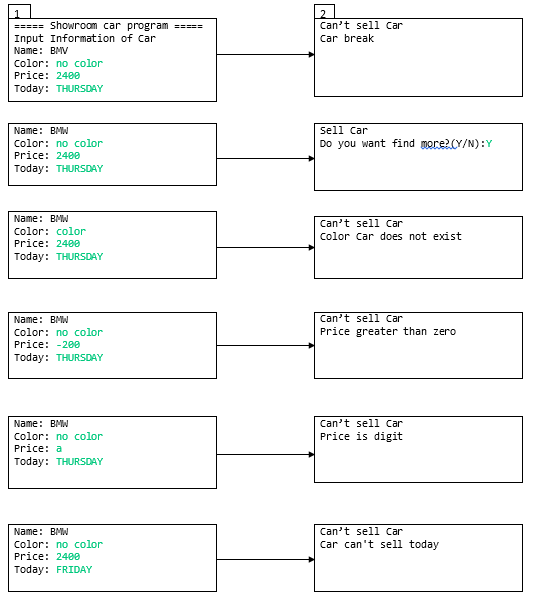 1
===== Showroom car program =====
Input Information of Car
Name: BMV
Color: no color
Price: 2400
Today: THURSDAY
2
Can’t sell Car
Car break
Name: BMW
Color: no color
Price: 2400
Today: THURSDAY
Sell Car
Do you want find more?(Y/N):Y
Name: BMW
Color: color
Price: 2400
Today: THURSDAY
Can’t sell Car
Color Car does not exist
Name: BMW
Color: no color
Price: -200
Today: THURSDAY
Can’t sell Car
Price greater than zero
Name: BMW
Color: no color
Price: a
Today: THURSDAY
Can’t sell Car
Price is digit
Name: BMW
Color: no color
Price: 2400
Today: FRIDAY
Can’t sell Car
Car can't sell today